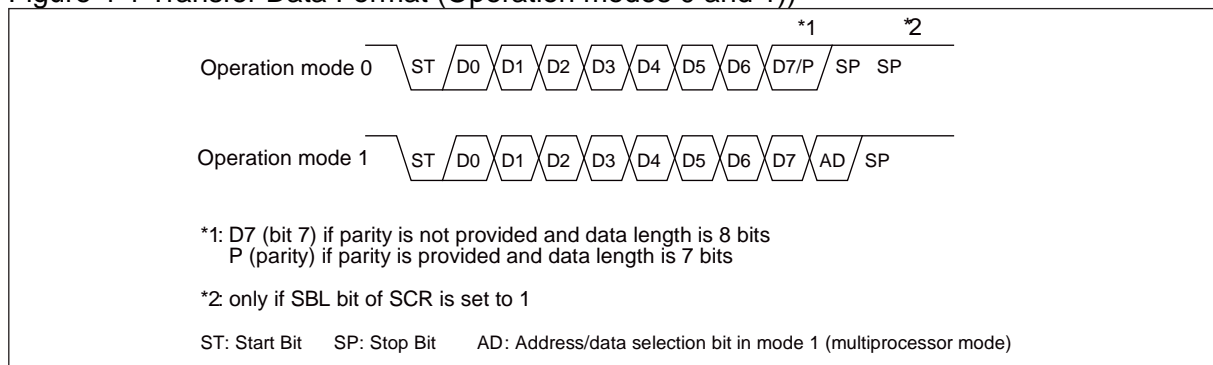 Figure 4-1 Transfer Data Format (Operation modes 0 and 1))
*1 *2
Operation mode 0 ST D0 D1 D2 D3 D4 D5 D6 D7/P SP SP
Operation mode 1 ST D0 D1 D2 D3 D4 D5 D6 D7 AD SP
*1: D7 (bit 7) if parity is not provided and data length is 8 bits
P (parity) if parity is provided and data length is 7 bits
*2: only if SBL bit of SCR is set to 1
ST: Start Bit SP: Stop Bit AD: Address/data selection bit in mode 1 (multiprocessor mode)